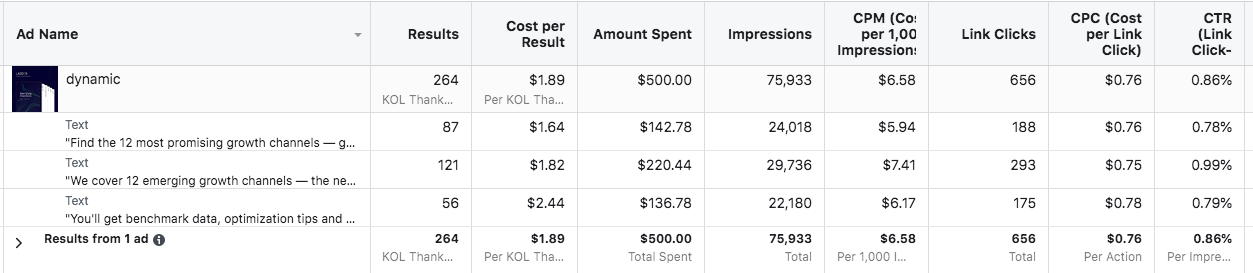 Ad Name Results Cost per Result Amount Spent Impressions CPM (Cos per 1,00 Impressions Link Clicks CPC (Cost per Link Click) CTR (Link Click-
dynamic 264 $1.89 $500.00 75,933 $6.58 656 $0.76 0.86%
KOL Thank... Per KOL Tha...
Text
"Find the 12 most promising growth channels — g... 87 $1.64 $142.78 24,018 $5.94 188 $0.76 0.78%
Text
"We cover 12 emerging growth channels — the ne... 121 $1.82 $220.44 29,736 $7.41 293 $0.75 0.99%
Text
"You'll get benchmark data, optimization tips and ... 56 $2.44 $136.78 22,180 $6.17 175 $0.78 0.79%
Results from 1 ad 264 $1.89 $500.00 75,933 $6.58 656 $0.76 0.86%
KOL Thank... Per KOL Tha... Total Spent Total Per 1,000 I... Total Per Action Per Impre...